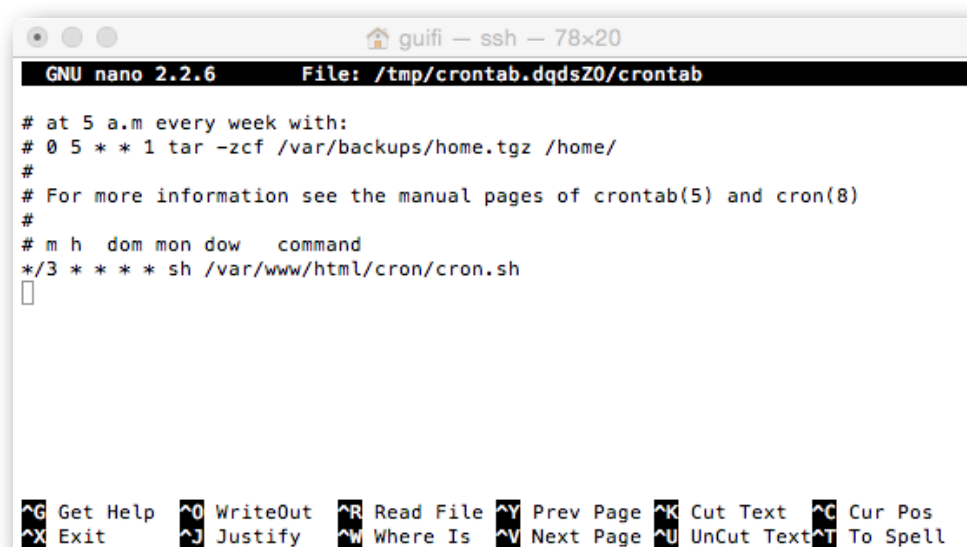 guifi — ssh — 78×20
GNU nano 2.2.6 File: /tmp/crontab.dqdsZO/crontab
# at 5 a.m every week with:
# 0 5 * * 1 tar -zcf /var/backups/home.tgz /home/
#
# For more information see the manual pages of crontab(5) and cron(8)
#
# m h  dom mon dow   command
*/3 * * * * sh /var/www/html/cron/cron.sh
^G Get Help ^O WriteOut ^R Read File ^Y Prev Page ^K Cut Text ^C Cur Pos
^X Exit ^J Justify ^W Where Is ^V Next Page ^U UnCut Text ^T To Spell